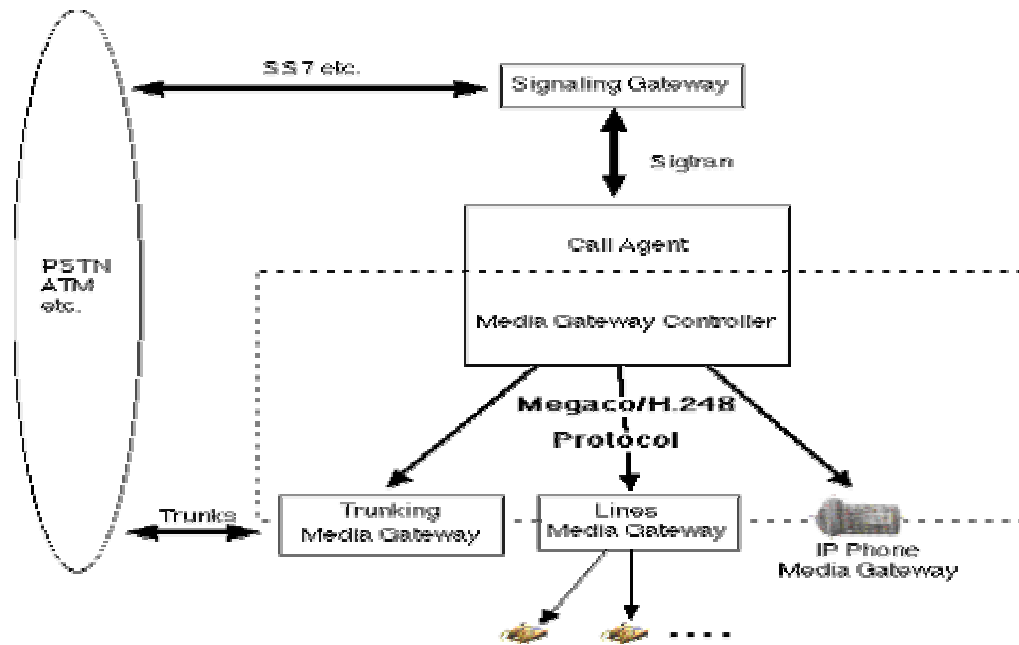 SS7 etc.
Signaling Gateway
Sigtran
Call Agent
PSTN
ATM
etc.
Media Gateway Controller
Megaco/H.248
Protocol
Trunks
Trunking
Media Gateway
Lines
Media Gateway
IP Phone
Media Gateway